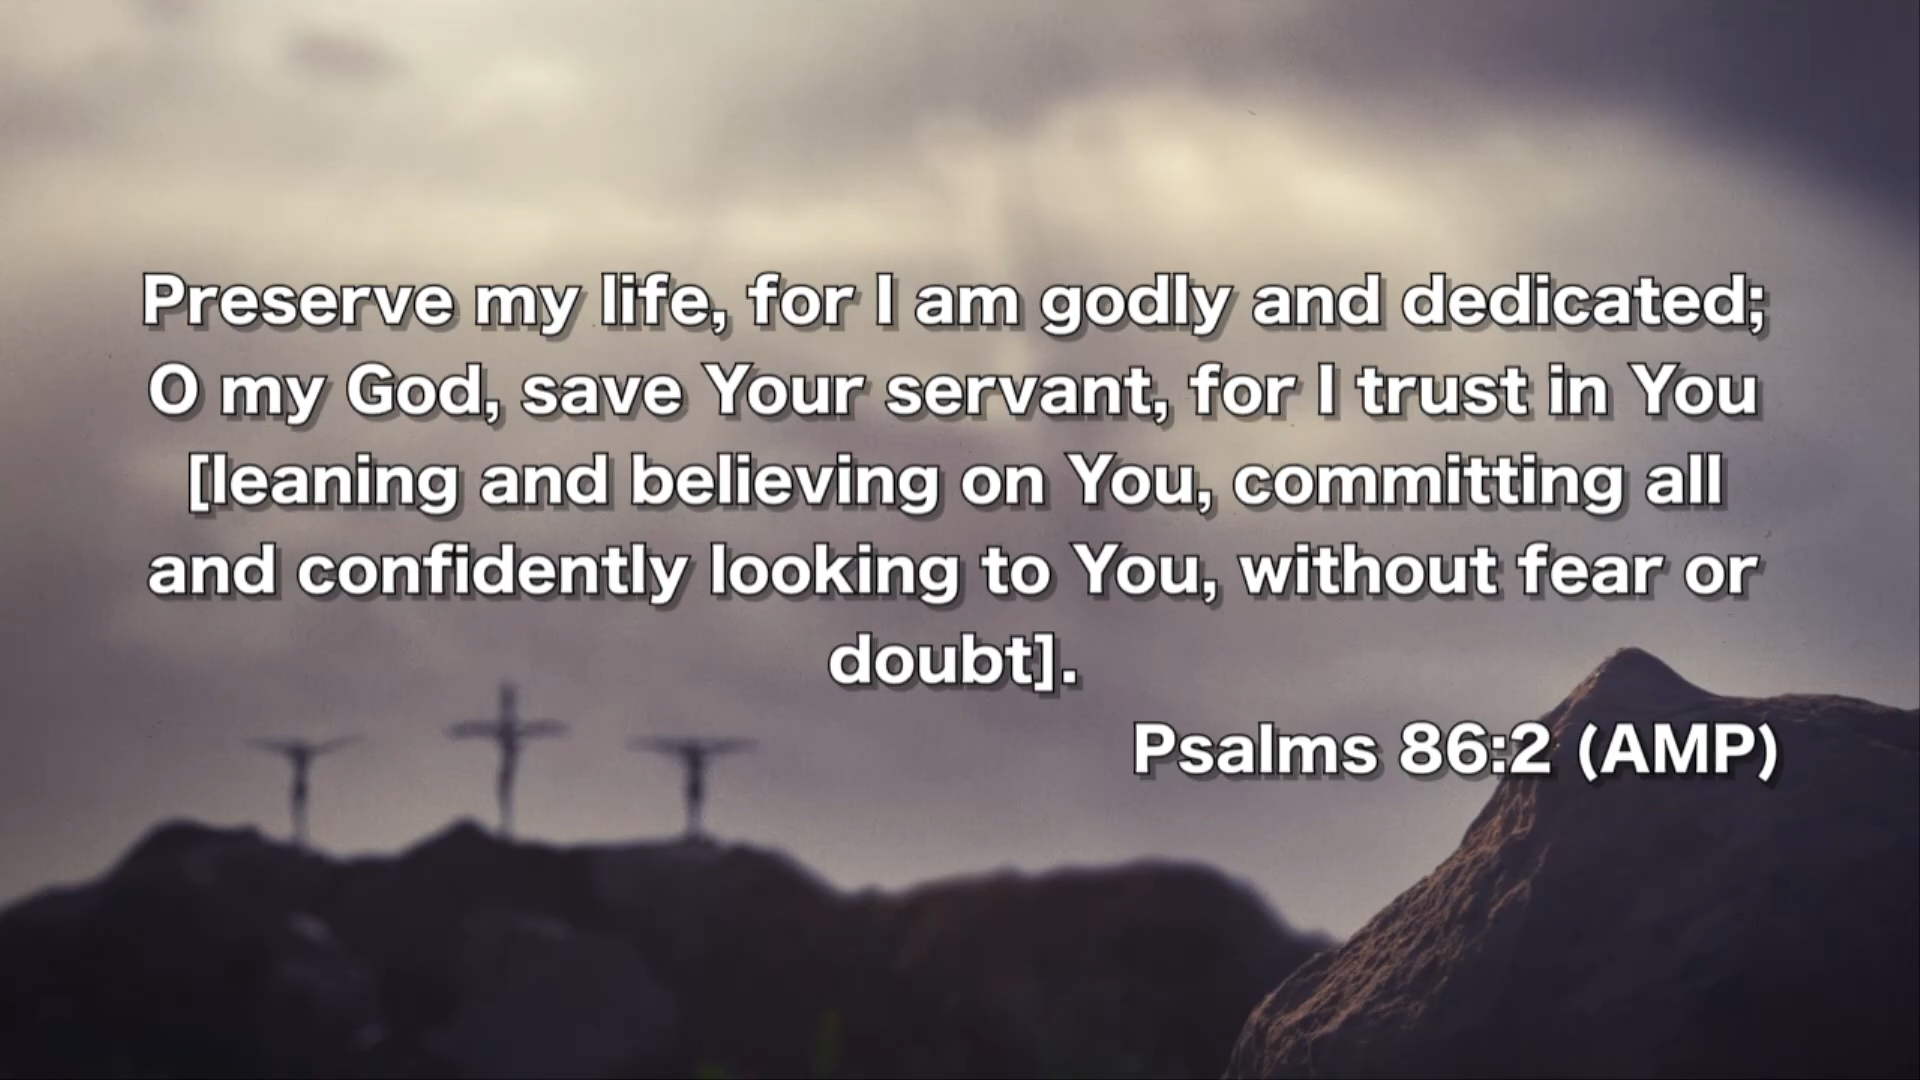 Preserve my life, for I am godly and dedicated;
O my God, save Your servant, for I trust in You
[leaning and believing on You, committing all
and confidently looking to You, without fear or
doubt].
Psalms 86:2 (AMP)